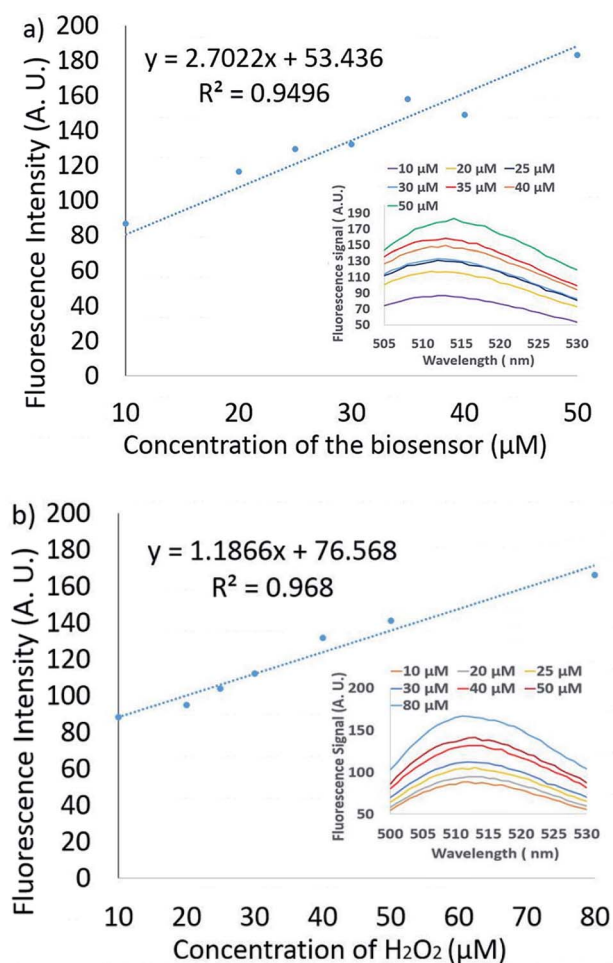 a)
200
180
160
140
120
100
80
60
40
20
0
Fluorescence Intensity (A. U.)
y = 2.7022x + 53.436
R² = 0.9496
10 μM 20 μM 25 μM
30 μM 35 μM 40 μM
50 μM
190
170
150
130
110
90
70
50
Fluorescence signal ( A.U.)
505 510 515 520 525 530
Wavelength ( nm)
10 20 30 40 50
Concentration of the biosensor (μM)
b)
200
180
160
140
120
100
80
60
40
20
0
Fluorescence Intensity (A. U.)
y = 1.1866x + 76.568
R² = 0.968
10 μM 20 μM 25 μM
30 μM 40 μM 50 μM
80 μM
200
150
100
50
Fluorescence Signal (A. U.)
500 505 510 515 520 525 530
Wavelength ( nm)
10 20 30 40 50 60 70 80
Concentration of H₂O₂ (μM)